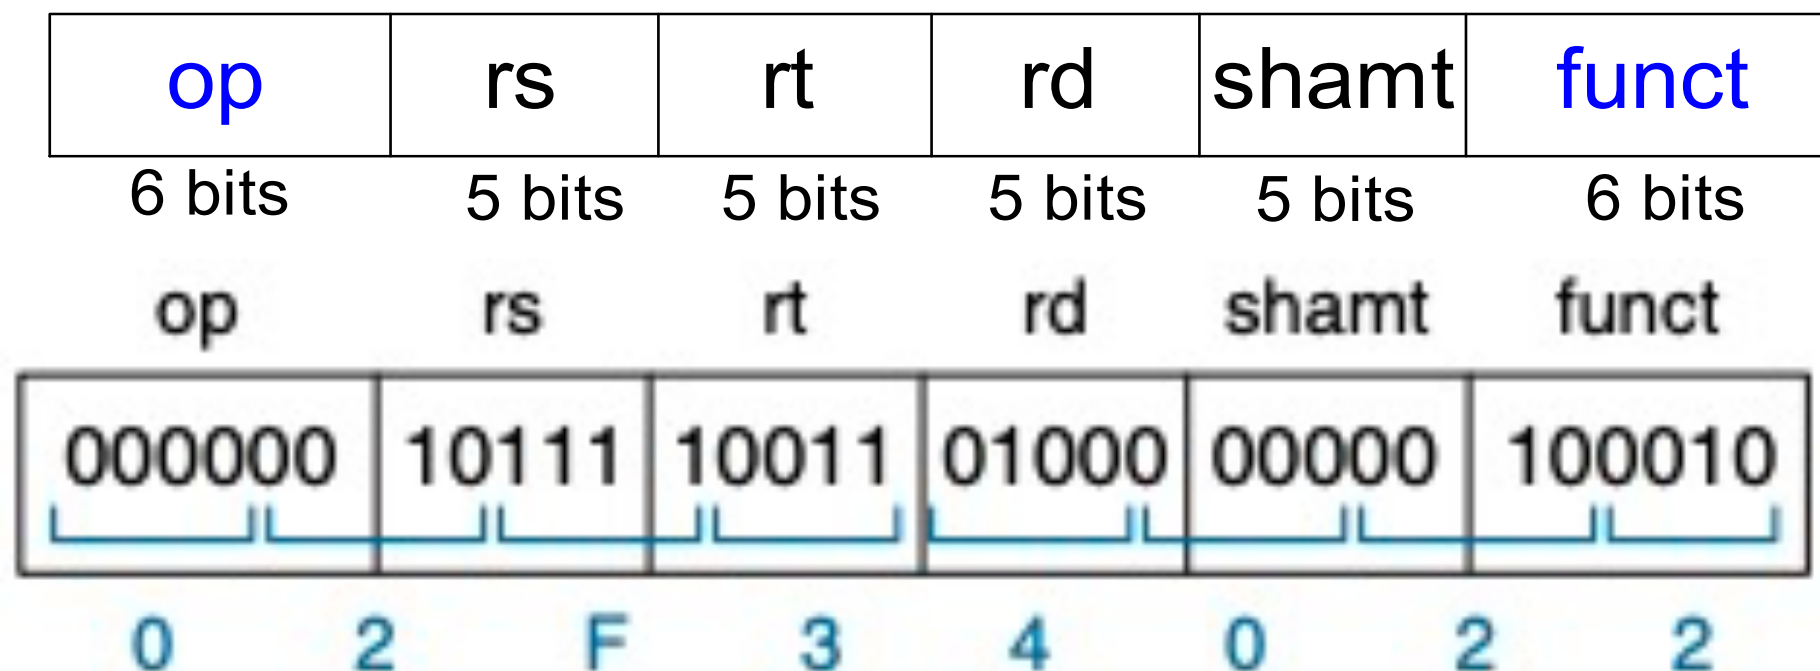 op rs rt rd shamt funct
6 bits 5 bits 5 bits 5 bits 5 bits 6 bits
op rs rt rd shamt funct
000000 10111 10011 01000 00000 100010
0 2 F 3 4 0 2 2